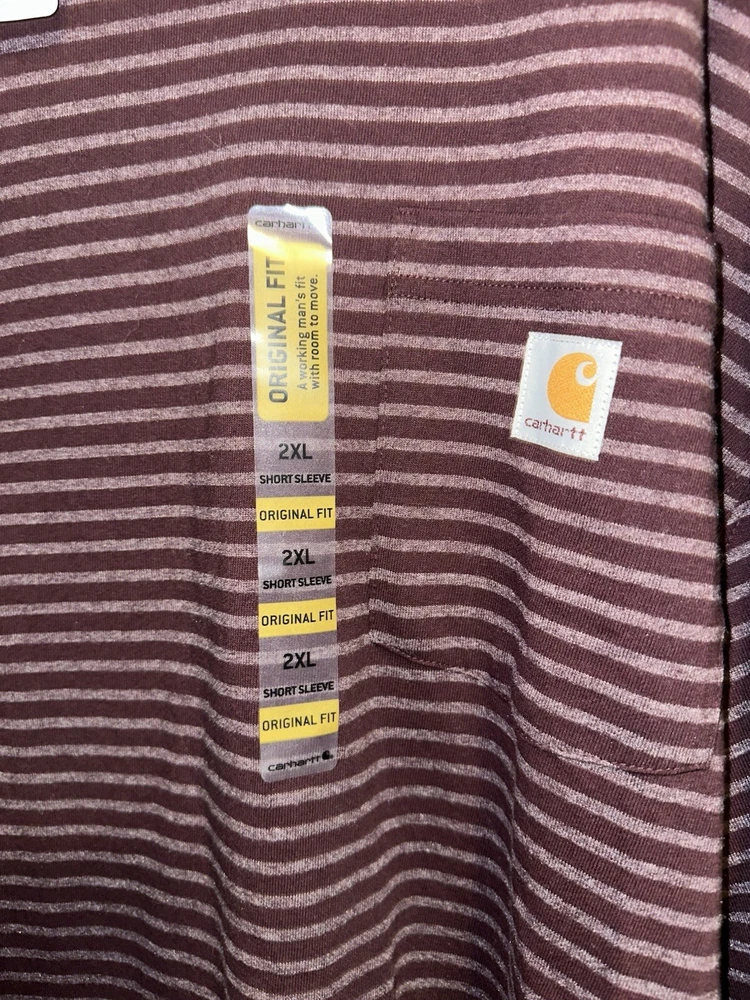 carhartt
ORIGINAL FIT
A working man's fit
with room to move.
2XL
SHORT SLEEVE
ORIGINAL FIT
2XL
SHORT SLEEVE
ORIGINAL FIT
2XL
SHORT SLEEVE
ORIGINAL FIT
carhartt
carhartt